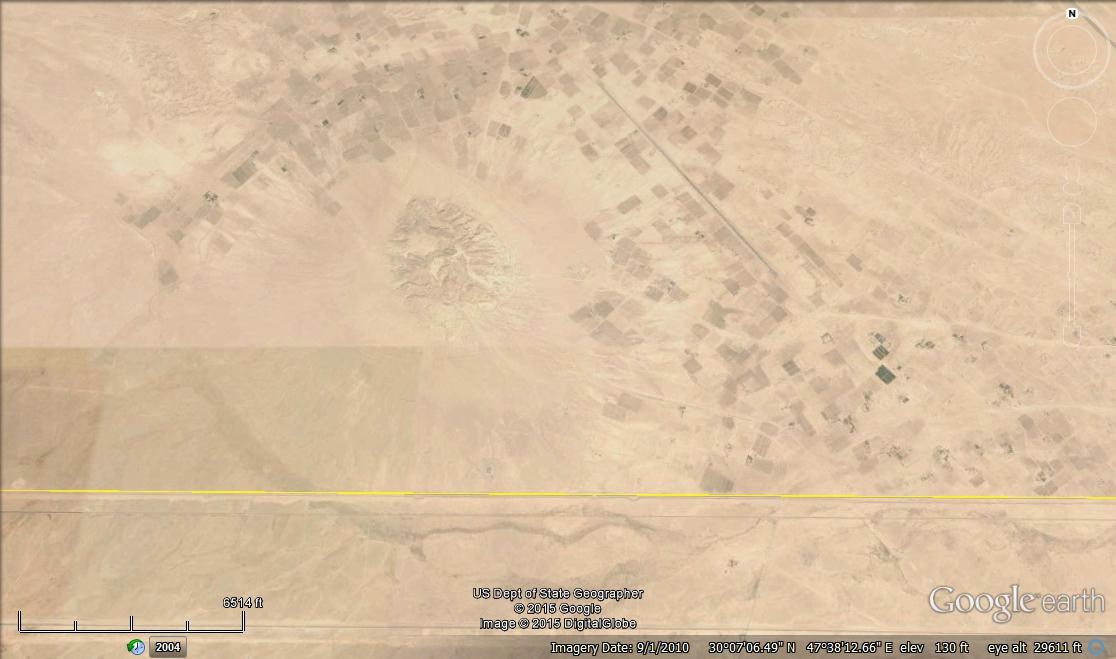 N
6514 ft
US Dept of State Geographer
© 2015 Google
Image © 2015 DigitalGlobe
Google earth
2004
Imagery Date: 9/1/2010 30°07'06.49" N 47°38'12.66" E elev 130 ft eye alt 29611 ft